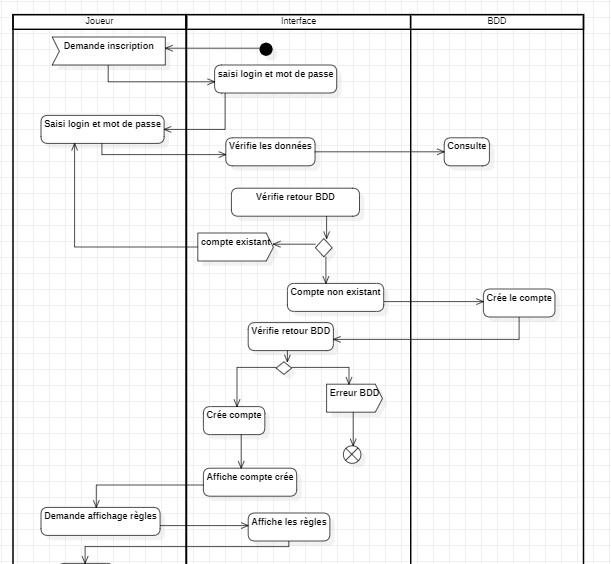 Joueur
Interface
BDD
Demande inscription
saisi login et mot de passe
Saisi login et mot de passe
Vérifie les données
Consulte
Vérifie retour BDD
compte existant
Compte non existant
Crée le compte
Vérifie retour BDD
Erreur BDD
Crée compte
Affiche compte crée
Demande affichage règles
Affiche les règles